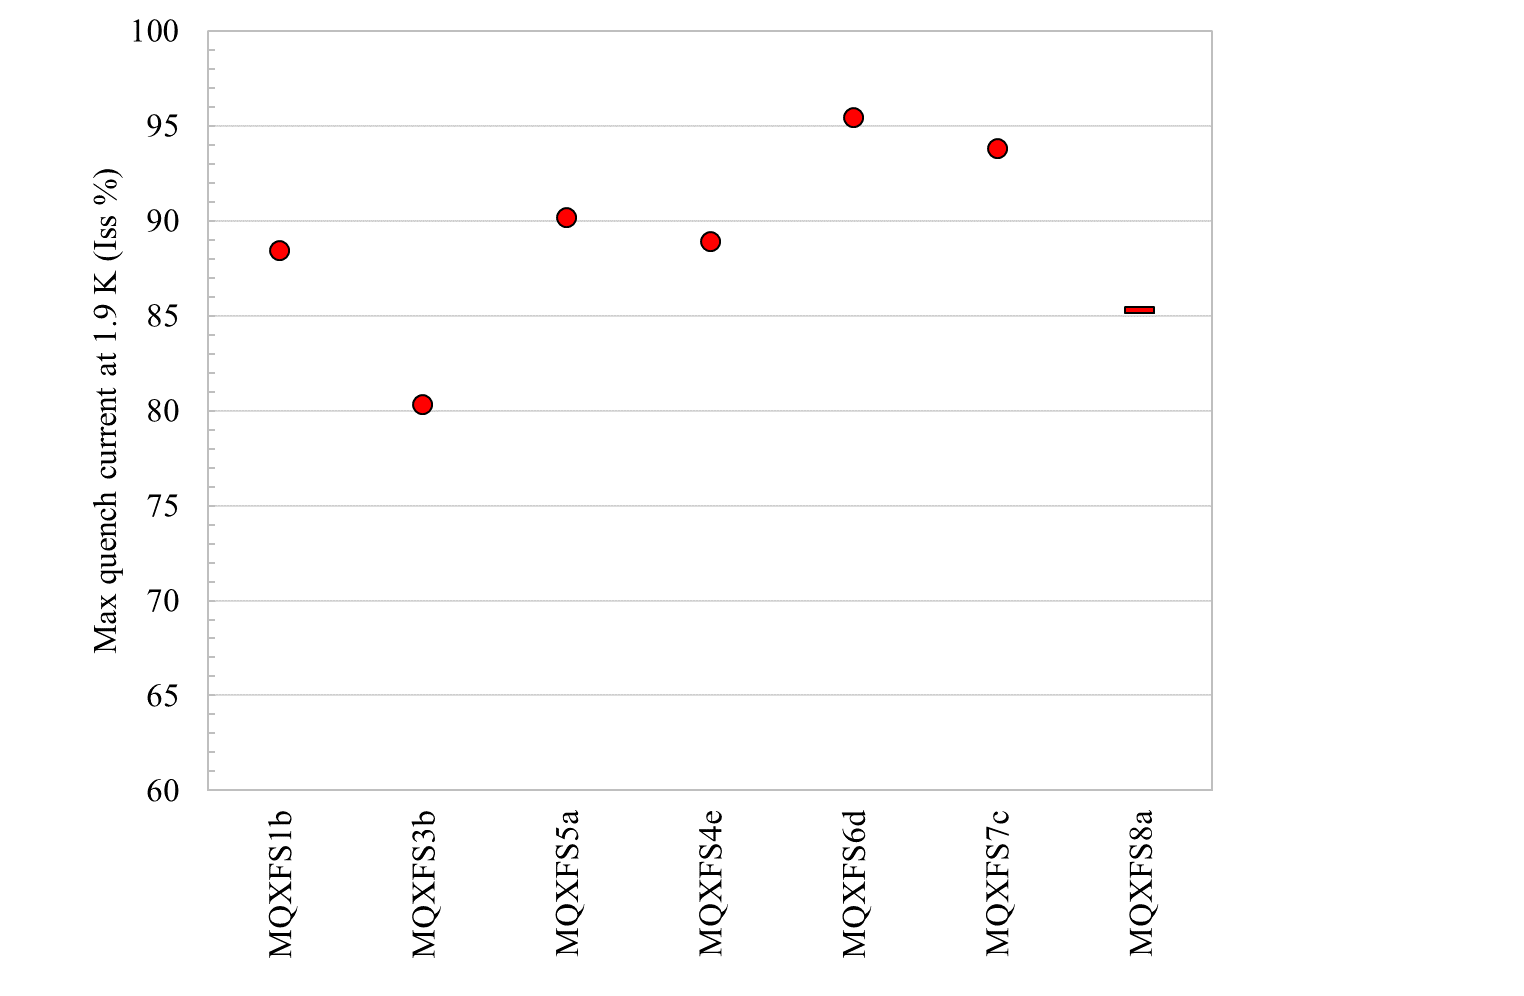 Max quench current at 1.9 K (Iss %)
100
95
90
85
80
75
70
65
60
MQXFS1b
MQXFS3b
MQXFS5a
MQXFS4e
MQXFS6d
MQXFS7c
MQXFS8a